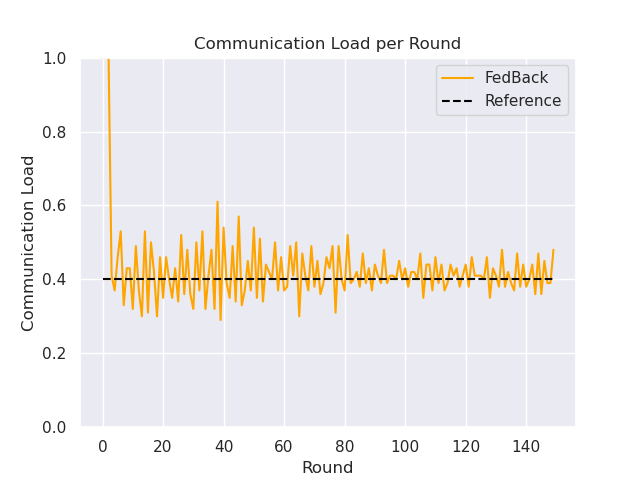 Communication Load per Round
1.0
0.8
0.6
0.4
0.2
0.0
Communication Load
FedBack
Reference
0 20 40 60 80 100 120 140
Round